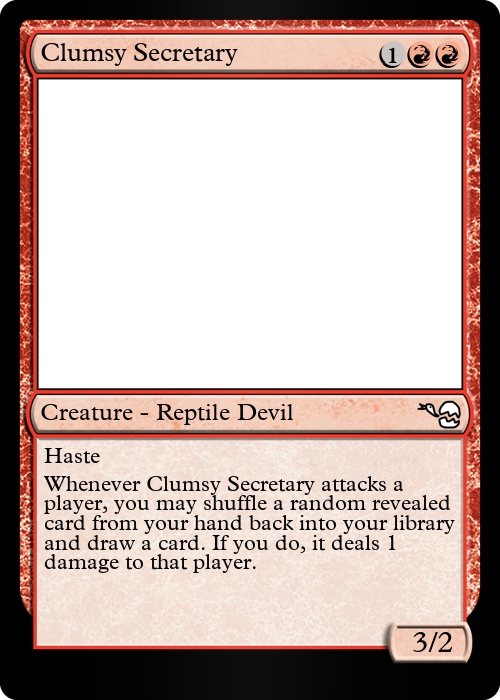 Clumsy Secretary 1
Creature - Reptile Devil
Haste
Whenever Clumsy Secretary attacks a
player, you may shuffle a random revealed
card from your hand back into your library
and draw a card. If you do, it deals 1
damage to that player.
3/2